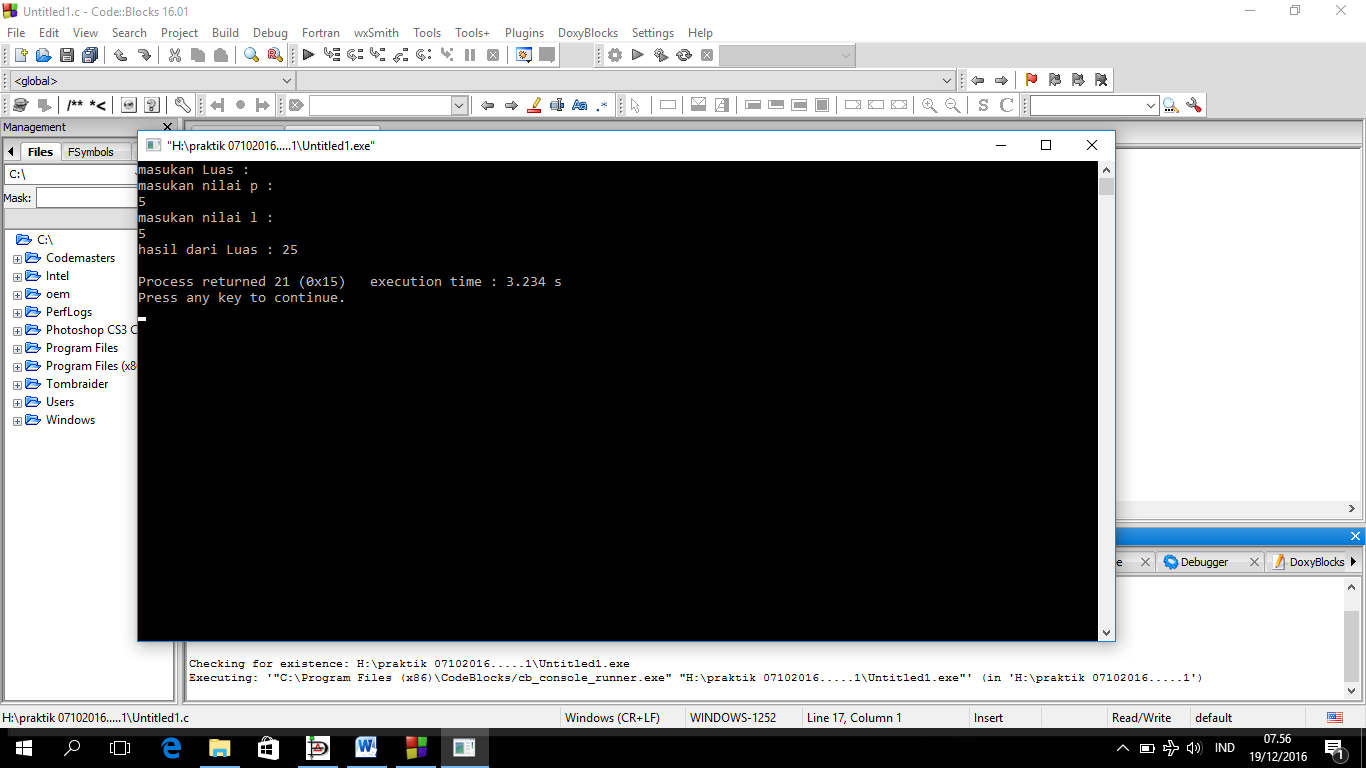 Untitled1.c - Code::Blocks 16.01
File Edit View Search Project Build Debug Fortran wxSmith Tools Tools+ Plugins DoxyBlocks Settings Help
<global>
/** *< Aa .* S C
Management
Files FSymbols
C:\
Mask:
C:\
Codemasters
Intel
oem
PerfLogs
Photoshop CS3 C
Program Files
Program Files (x8
Tombraider
Users
Windows
"H:\praktik 07102016.....1\Untitled1.exe"
masukan Luas :
masukan nilai p :
5
masukan nilai l :
5
hasil dari Luas : 25
Process returned 21 (0x15)   execution time : 3.234 s
Press any key to continue.
e Debugger DoxyBlocks
Checking for existence: H:\praktik 07102016.....1\Untitled1.exe
Executing: '"C:\Program Files (x86)\CodeBlocks/cb_console_runner.exe" "H:\praktik 07102016.....1\Untitled1.exe"' (in 'H:\praktik 07102016.....1')
H:\praktik 07102016.....1\Untitled1.c Windows (CR+LF) WINDOWS-1252 Line 17, Column 1 Insert Read/Write default
IND
07.56
19/12/2016
1